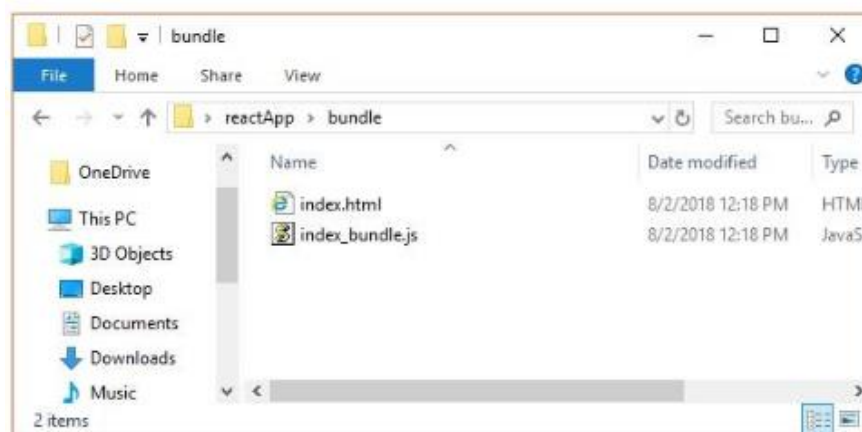 bundle
File Home Share View
reactApp > bundle Search bu...
Name Date modified Type
OneDrive
index.html 8/2/2018 12:18 PM HTM
This PC
index_bundle.js 8/2/2018 12:18 PM JavaS
3D Objects
Desktop
Documents
Downloads
Music
2 items